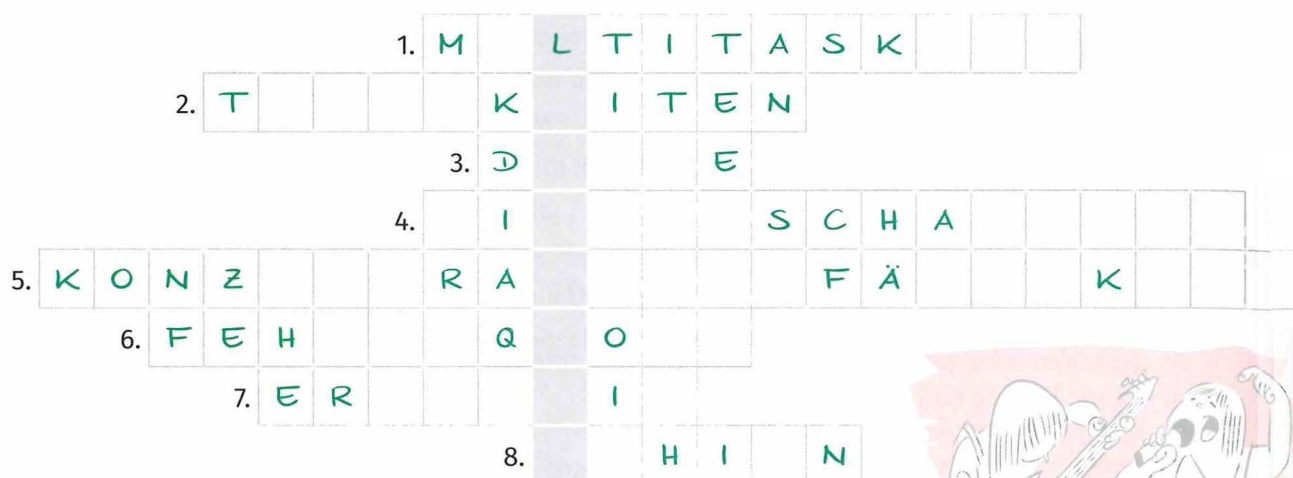 1. M L T I T A S K
2. T K I T E N
3. D E
4. I S C H A
5. K O N Z R A F Ä K
6. F E H Q O
7. E R I
8. H I N